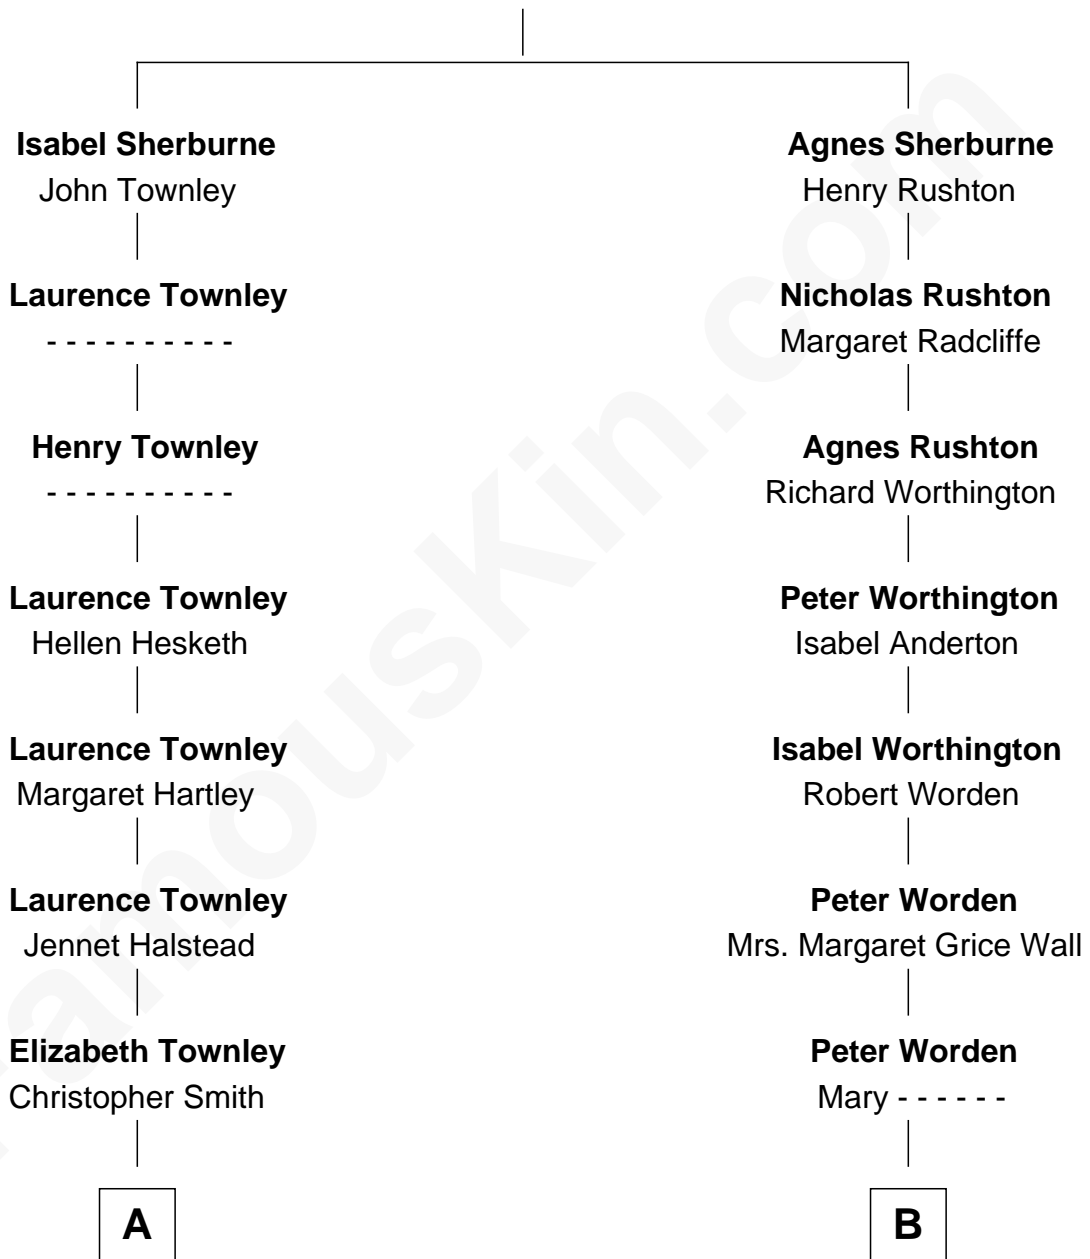 Isabel Sherburne
John Townley
Laurence Townley
- - - - - - - - - -
Henry Townley
- - - - - - - - - -
Laurence Townley
Hellen Hesketh
Laurence Townley
Margaret Hartley
Laurence Townley
Jennet Halstead
Elizabeth Townley
Christopher Smith
A
Agnes Sherburne
Henry Rushton
Nicholas Rushton
Margaret Radcliffe
Agnes Rushton
Richard Worthington
Peter Worthington
Isabel Anderton
Isabel Worthington
Robert Worden
Peter Worden
Mrs. Margaret Grice Wall
Peter Worden
Mary - - - - - -
B
FamousKin.com